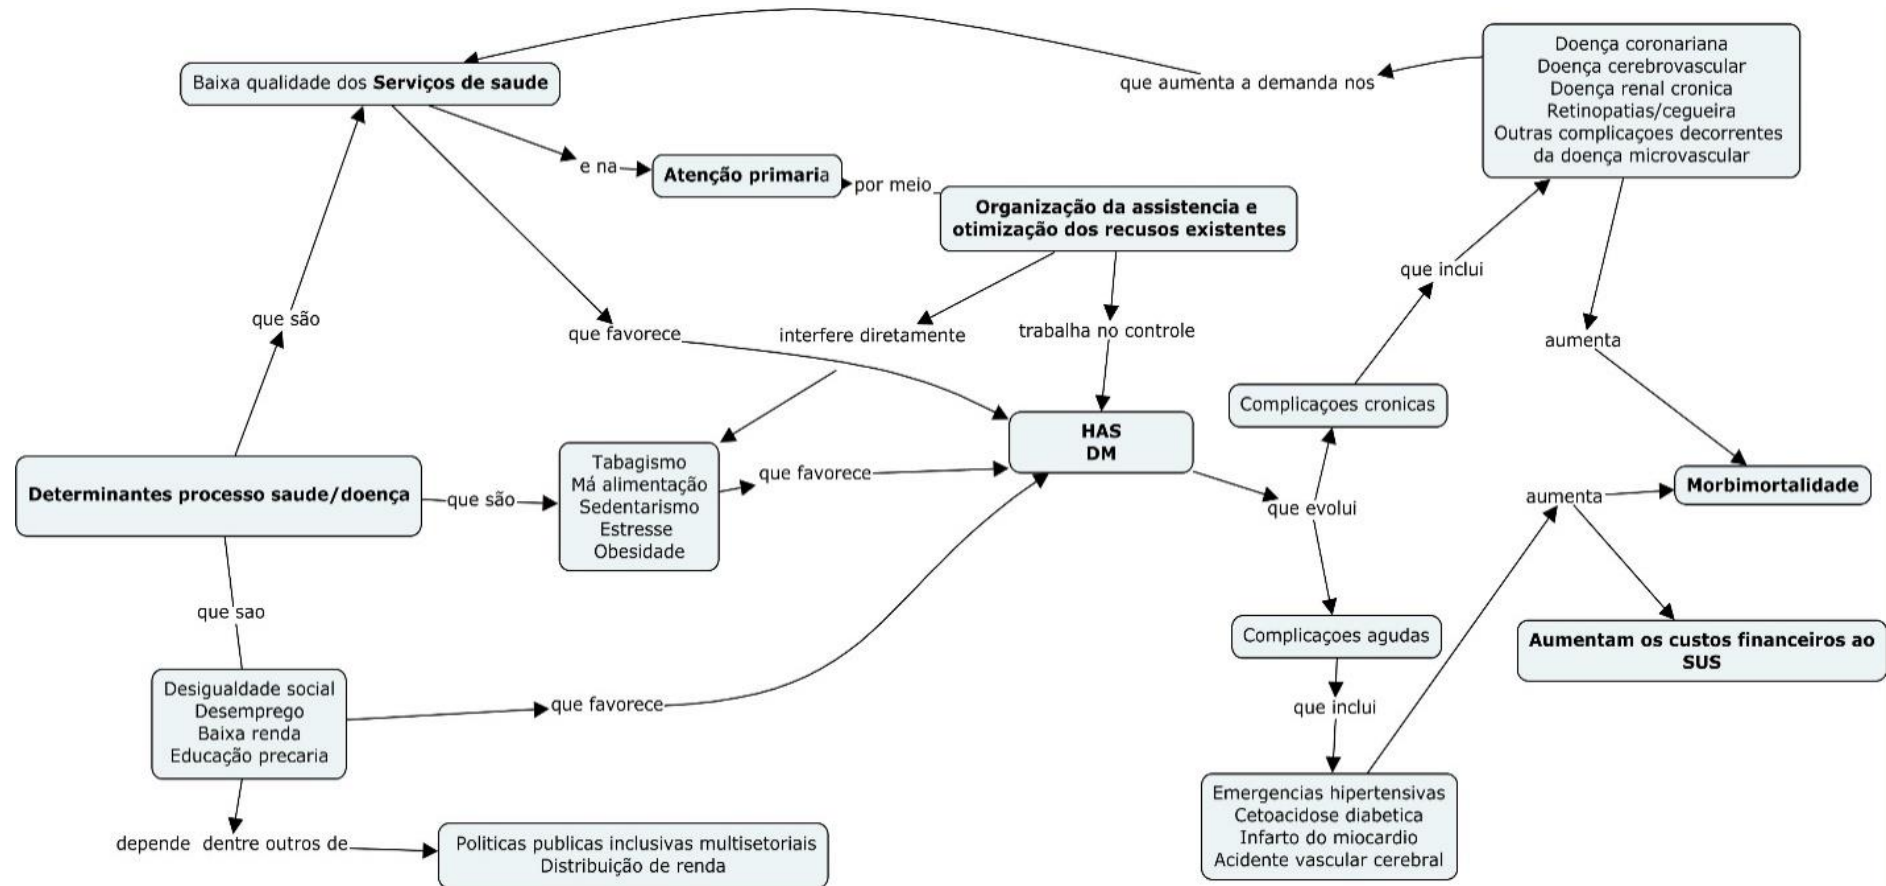 Doença coronariana
Doença cerebrovascular
Doença renal cronica
Retinopatias/cegueira
Outras complicaçoes decorrentes
da doença microvascular
que aumenta a demanda nos
Baixa qualidade dos Serviços de saude
e na
Atenção primaria
por meio
Organização da assistencia e
otimização dos recusos existentes
que inclui
que são
que favorece
interfere diretamente
trabalha no controle
aumenta
Complicaçoes cronicas
HAS
DM
Tabagismo
Má alimentação
Sedentarismo
Estresse
Obesidade
que favorece
Determinantes processo saude/doença
que são
que evolui
aumenta
Morbimortalidade
que sao
Complicaçoes agudas
Aumentam os custos financeiros ao
SUS
Desigualdade social
Desemprego
Baixa renda
Educação precaria
que favorece
que inclui
Emergencias hipertensivas
Cetoacidose diabetica
Infarto do miocardio
Acidente vascular cerebral
depende  dentre outros de
Politicas publicas inclusivas multisetoriais
Distribuição de renda